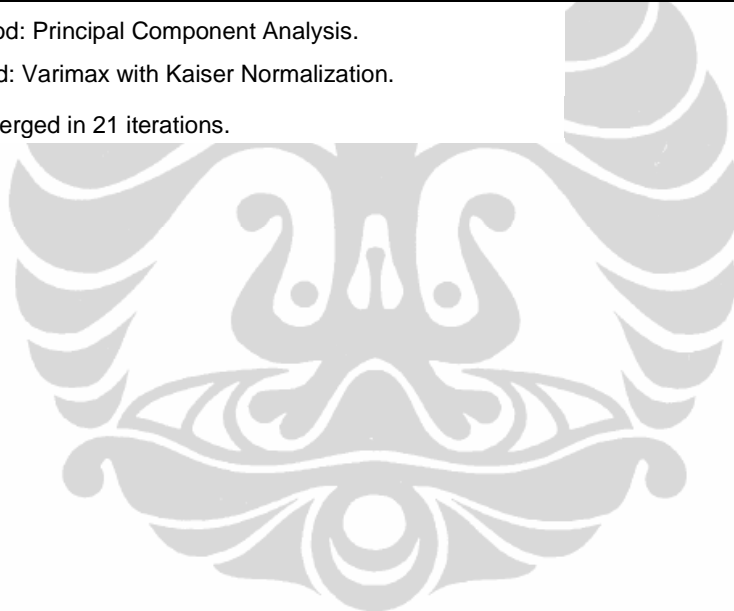 od: Principal Component Analysis.
d: Varimax with Kaiser Normalization.
erged in 21 iterations.